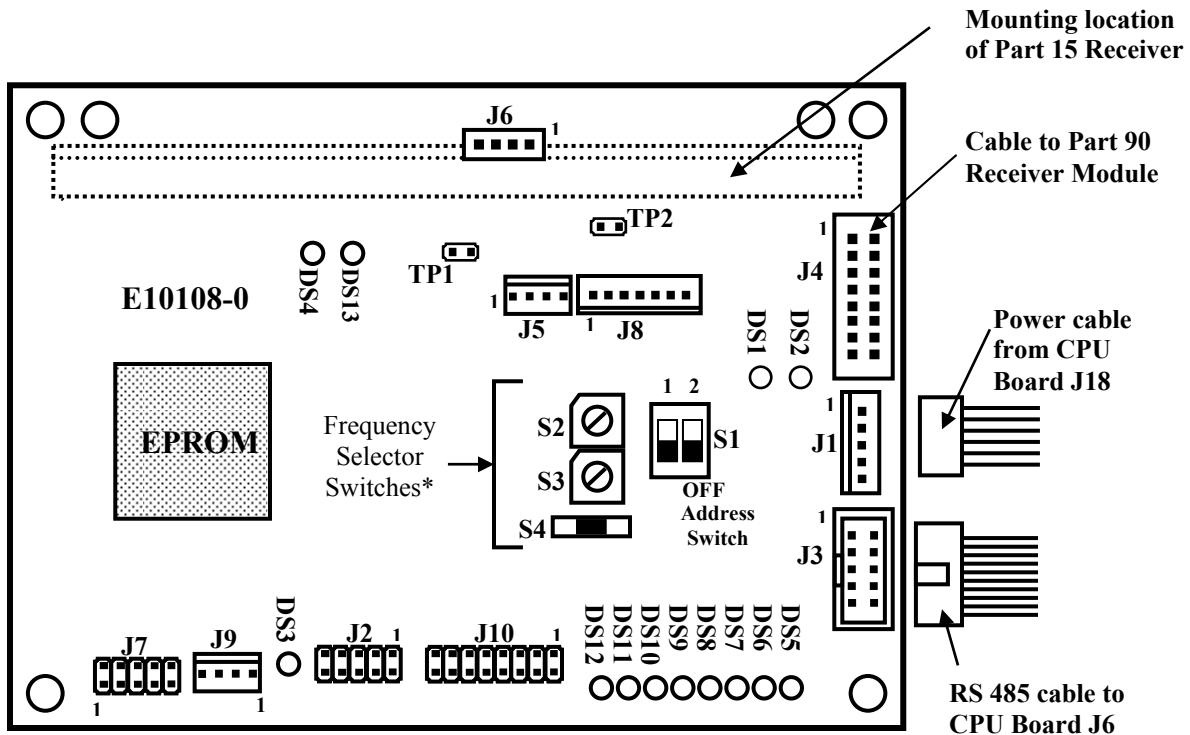 Mounting location
of Part 15 Receiver
J6
1
Cable to Part 90
Receiver Module
TP2
1
TP1
J4
DS4
DS13
E10108-0
1
J5
1
J8
DS1
DS2
Power cable
from CPU
Board J18
1 2
1
EPROM
Frequency
Selector
Switches*
S2
S1
J1
S3
OFF
Address
Switch
S4
1
J3
DS3
DS12
DS11
DS10
DS9
DS8
DS7
DS6
DS5
J7
J9
J2
1
J10
1
1
1
RS 485 cable to
CPU Board J6